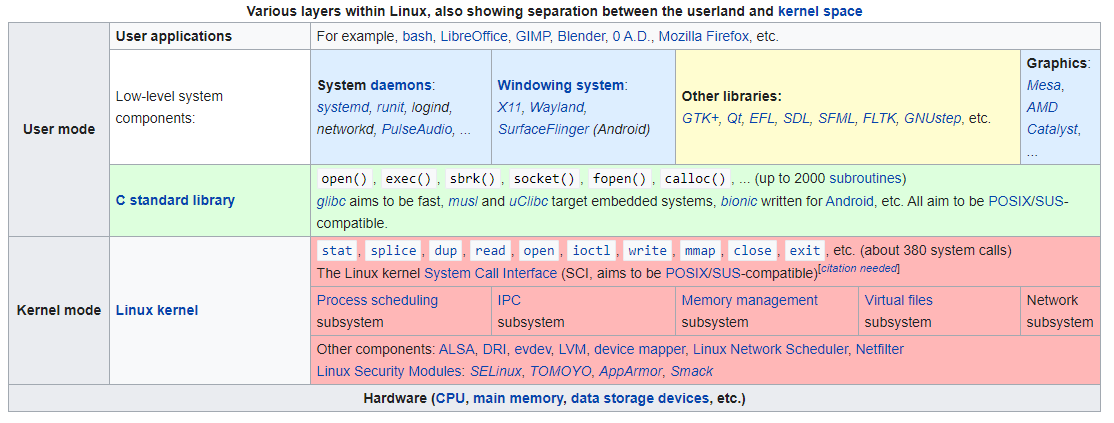 Various layers within Linux, also showing separation between the userland and kernel space
User mode
User applications
For example, bash, LibreOffice, GIMP, Blender, 0 A.D., Mozilla Firefox, etc.
Low-level system
components:
System daemons:
systemd, runit, logind,
networkd, PulseAudio, ...
Windowing system:
X11, Wayland,
SurfaceFlinger (Android)
Other libraries:
GTK+, Qt, EFL, SDL, SFML, FLTK, GNUstep, etc.
Graphics:
Mesa,
AMD
Catalyst,
...
C standard library
open(), exec(), sbrk(), socket(), fopen(), calloc(), ... (up to 2000 subroutines)
glibc aims to be fast, musl and uClibc target embedded systems, bionic written for Android, etc. All aim to be POSIX/SUS-
compatible.
Kernel mode
Linux kernel
stat, splice, dup, read, open, ioctl, write, mmap, close, exit, etc. (about 380 system calls)
The Linux kernel System Call Interface (SCI, aims to be POSIX/SUS-compatible)[citation needed]
Process scheduling
subsystem
IPC
subsystem
Memory management
subsystem
Virtual files
subsystem
Network
subsystem
Other components: ALSA, DRI, evdev, LVM, device mapper, Linux Network Scheduler, Netfilter
Linux Security Modules: SELinux, TOMOYO, AppArmor, Smack
Hardware (CPU, main memory, data storage devices, etc.)